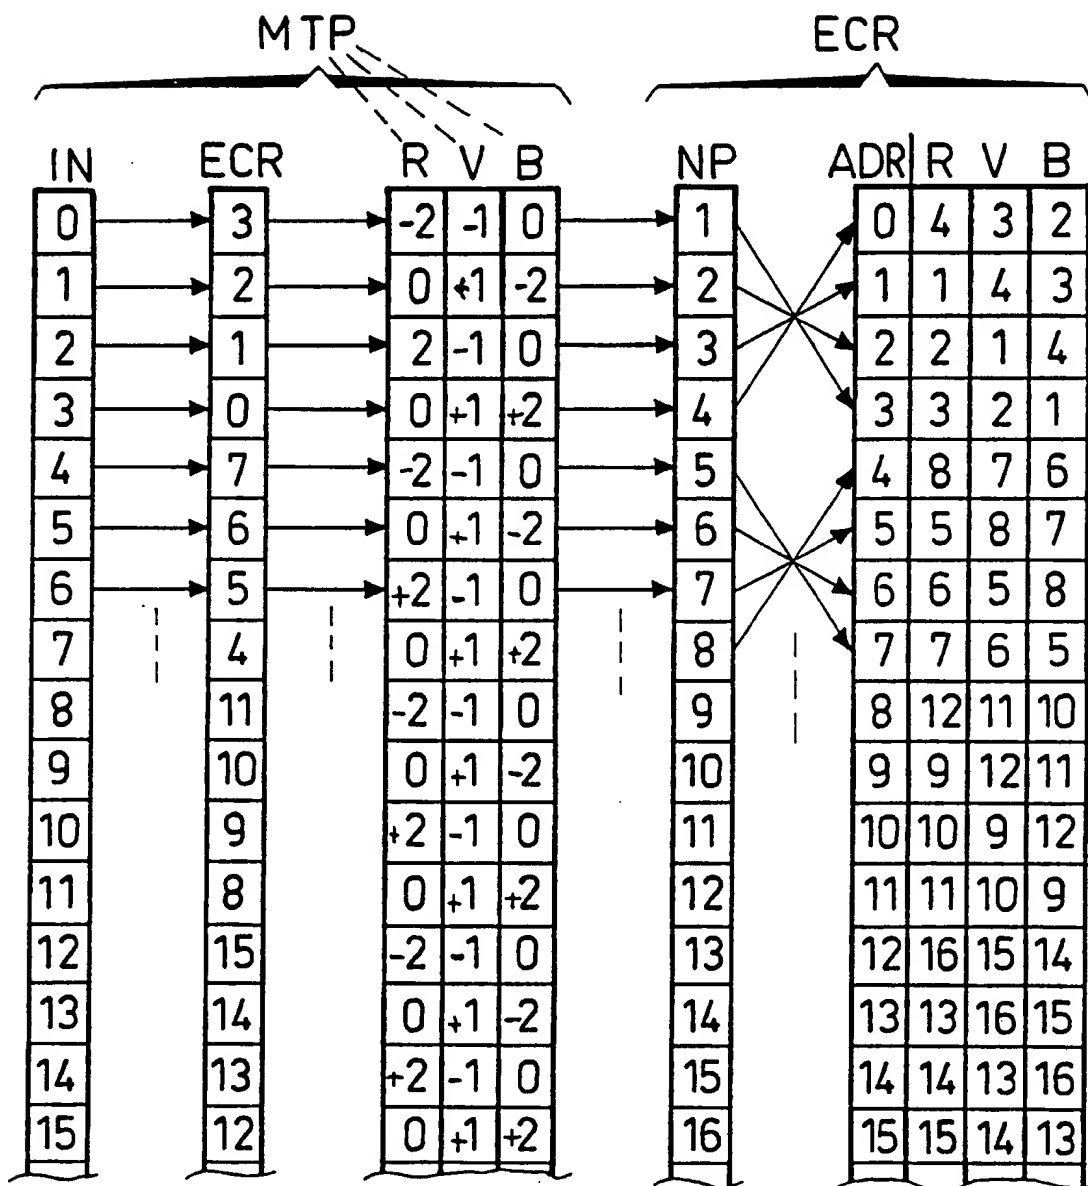 MTP ECR
IN ECR R V B NP ADR R V B
0 3 -2 -1 0 1 0 4 3 2
1 2 0 +1 -2 2 1 1 4 3
2 1 2 -1 0 3 2 2 1 4
3 0 0 +1 +2 4 3 3 2 1
4 7 -2 -1 0 5 4 8 7 6
5 6 0 +1 -2 6 5 5 8 7
6 5 +2 -1 0 7 6 6 5 8
7 4 0 +1 +2 8 7 7 6 5
8 11 -2 -1 0 9 8 12 11 10
9 10 0 +1 -2 10 9 9 12 11
10 9 +2 -1 0 11 10 10 9 12
11 8 0 +1 +2 12 11 11 10 9
12 15 -2 -1 0 13 12 16 15 14
13 14 0 +1 -2 14 13 13 16 15
14 13 +2 -1 0 15 14 14 13 16
15 12 0 +1 +2 16 15 15 14 13